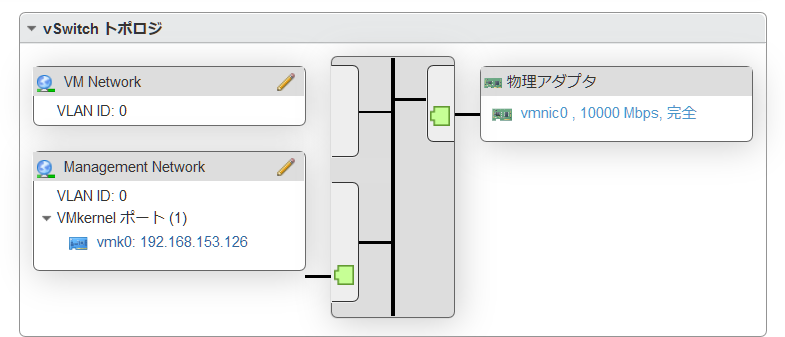 vSwitch トポロジ
VM Network
VLAN ID: 0
Management Network
VLAN ID: 0
VMkernel ポート (1)
vmk0: 192.168.153.126
物理アダプタ
vmnic0 , 10000 Mbps, 完全